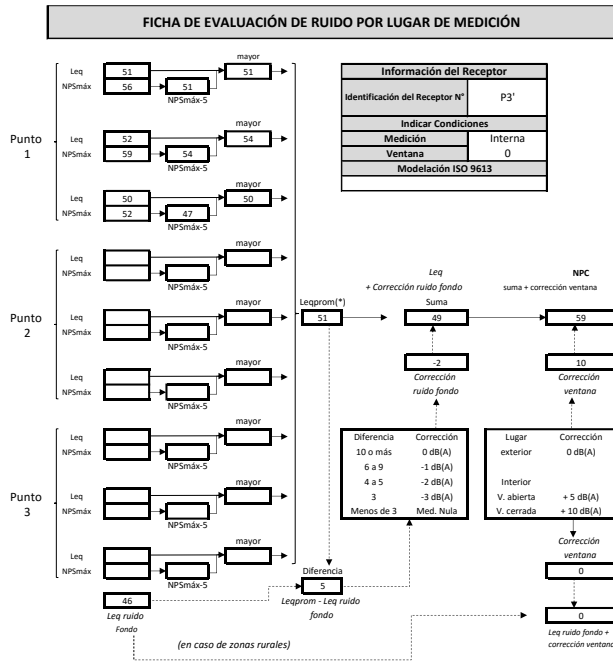 FICHA DE EVALUACIÓN DE RUIDO POR LUGAR DE MEDICIÓN
mayor
Leq 51 51
NPSmáx 56 51
NPSmáx-5
Punto 1
mayor
Leq 52 54
NPSmáx 59 54
NPSmáx-5
mayor
Leq 50 50
NPSmáx 52 47
NPSmáx-5
Información del Receptor
Identificación del Receptor N° P3'
Indicar Condiciones
Medición Interna
Ventana 0
Modelación ISO 9613
mayor
Leq
NPSmáx
NPSmáx-5
Punto 2
mayor
Leq
NPSmáx
NPSmáx-5
mayor
Leq
NPSmáx
NPSmáx-5
Punto 3
mayor
Leq
NPSmáx
NPSmáx-5
mayor
Leq
NPSmáx
NPSmáx-5
mayor
Leq
NPSmáx
NPSmáx-5
Leqprom(*)
51
Leq
+ Corrección ruido fondo
Suma
49
NPC
suma + corrección ventana
59
-2
Corrección
ruido fondo
10
Corrección
ventana
Diferencia Corrección
10 o más 0 dB(A)
6 a 9 -1 dB(A)
4 a 5 -2 dB(A)
3 -3 dB(A)
Menos de 3 Med. Nula
Lugar Corrección
exterior 0 dB(A)
Interior
V. abierta + 5 dB(A)
V. cerrada + 10 dB(A)
Corrección
ventana
0
Diferencia
5
Leqprom - Leq ruido
fondo
46
Leq ruido
Fondo
(en caso de zonas rurales)
0
Leq ruido fondo +
corrección ventana